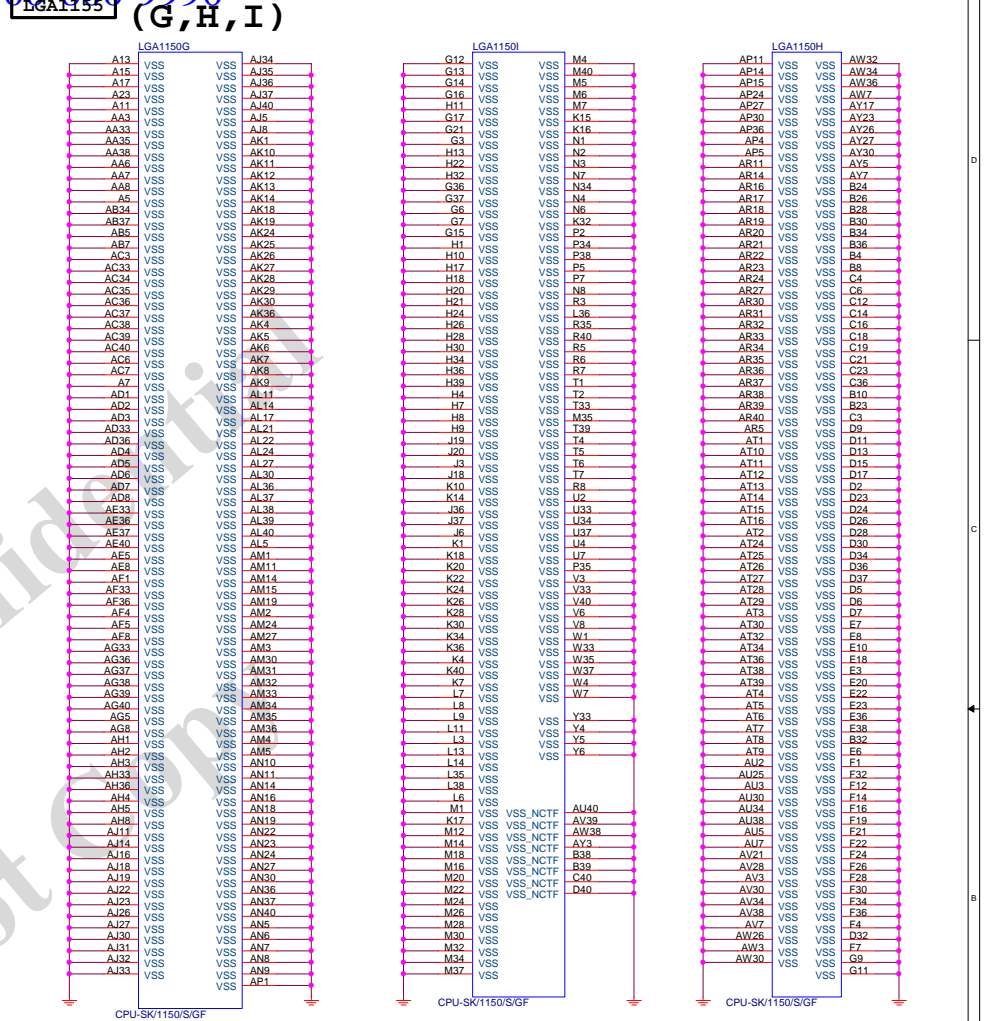 LGA1155
(G,H,I)
LGA1150G
A13 VSS VSS AJ34
A15 VSS VSS AJ35
A17 VSS VSS AJ36
A23 VSS VSS AJ37
A11 VSS VSS AJ40
AA3 VSS VSS AJ5
AA33 VSS VSS AJ8
AA35 VSS VSS AK1
AA38 VSS VSS AK10
AA6 VSS VSS AK11
AA7 VSS VSS AK12
AA8 VSS VSS AK13
A5 VSS VSS AK14
AB34 VSS VSS AK18
AB37 VSS VSS AK19
AB5 VSS VSS AK24
AB7 VSS VSS AK25
AC3 VSS VSS AK26
AC33 VSS VSS AK27
AC34 VSS VSS AK28
AC35 VSS VSS AK29
AC36 VSS VSS AK30
AC37 VSS VSS AK36
AC38 VSS VSS AK4
AC39 VSS VSS AK5
AC40 VSS VSS AK6
AC6 VSS VSS AK7
AC7 VSS VSS AK8
A7 VSS VSS AK9
AD1 VSS VSS AL11
AD2 VSS VSS AL14
AD3 VSS VSS AL17
AD33 VSS VSS AL21
AD36 VSS VSS AL22
AD4 VSS VSS AL24
AD5 VSS VSS AL27
AD6 VSS VSS AL30
AD7 VSS VSS AL36
AD8 VSS VSS AL37
AE33 VSS VSS AL38
AE36 VSS VSS AL39
AE37 VSS VSS AL40
AE40 VSS VSS AL5
AE5 VSS VSS AM1
AE8 VSS VSS AM11
AF1 VSS VSS AM14
AF33 VSS VSS AM15
AF36 VSS VSS AM19
AF4 VSS VSS AM2
AF5 VSS VSS AM24
AF8 VSS VSS AM27
AG33 VSS VSS AM3
AG36 VSS VSS AM30
AG37 VSS VSS AM31
AG38 VSS VSS AM32
AG39 VSS VSS AM33
AG40 VSS VSS AM34
AG5 VSS VSS AM35
AG8 VSS VSS AM36
AH1 VSS VSS AM4
AH2 VSS VSS AM5
AH3 VSS VSS AN10
AH33 VSS VSS AN11
AH36 VSS VSS AN14
AH4 VSS VSS AN16
AH5 VSS VSS AN18
AH8 VSS VSS AN19
AJ11 VSS VSS AN22
AJ14 VSS VSS AN23
AJ16 VSS VSS AN24
AJ18 VSS VSS AN27
AJ19 VSS VSS AN30
AJ22 VSS VSS AN36
AJ23 VSS VSS AN37
AJ26 VSS VSS AN40
AJ27 VSS VSS AN5
AJ30 VSS VSS AN6
AJ31 VSS VSS AN7
AJ32 VSS VSS AN8
AJ33 VSS VSS AN9
VSS AP1
CPU-SK/1150/S/GF
LGA1150I
G12 VSS VSS M4
G13 VSS VSS M40
G14 VSS VSS M5
G16 VSS VSS M6
H11 VSS VSS M7
G17 VSS VSS K15
G21 VSS VSS K16
G3 VSS VSS N1
H13 VSS VSS N2
H22 VSS VSS N3
H32 VSS VSS N7
G36 VSS VSS N34
G37 VSS VSS N4
G6 VSS VSS N6
G7 VSS VSS K32
G15 VSS VSS P2
H1 VSS VSS P34
H10 VSS VSS P38
H17 VSS VSS P5
H18 VSS VSS P7
H20 VSS VSS N8
H21 VSS VSS R3
H24 VSS VSS L36
H26 VSS VSS R35
H28 VSS VSS R40
H30 VSS VSS R5
H34 VSS VSS R6
H36 VSS VSS R7
H39 VSS VSS T1
H4 VSS VSS T2
H7 VSS VSS T33
H8 VSS VSS M35
H9 VSS VSS T39
J19 VSS VSS T4
J20 VSS VSS T5
J3 VSS VSS T6
J18 VSS VSS T7
K10 VSS VSS R8
K14 VSS VSS U2
J36 VSS VSS U33
J37 VSS VSS U34
J6 VSS VSS U37
K1 VSS VSS U4
K18 VSS VSS U7
K20 VSS VSS P35
K22 VSS VSS V3
K24 VSS VSS V33
K26 VSS VSS V40
K28 VSS VSS V6
K30 VSS VSS V8
K34 VSS VSS W1
K36 VSS VSS W33
K4 VSS VSS W35
K40 VSS VSS W37
K7 VSS VSS W4
L7 VSS VSS W7
L8 VSS
L9 VSS VSS Y33
L11 VSS VSS Y4
L3 VSS VSS Y5
L13 VSS VSS Y6
L14 VSS
L35 VSS
L38 VSS
L6 VSS
M1 VSS VSS_NCTF AU40
K17 VSS VSS_NCTF AV39
M12 VSS VSS_NCTF AW38
M14 VSS VSS_NCTF AY3
M18 VSS VSS_NCTF B38
M16 VSS VSS_NCTF B39
M20 VSS VSS_NCTF C40
M22 VSS VSS_NCTF D40
M24 VSS
M26 VSS
M28 VSS
M30 VSS
M32 VSS
M34 VSS
M37 VSS
CPU-SK/1150/S/GF
LGA1150H
AP11 VSS VSS AW32
AP14 VSS VSS AW34
AP15 VSS VSS AW36
AP24 VSS VSS AW7
AP27 VSS VSS AY17
AP30 VSS VSS AY23
AP36 VSS VSS AY26
AP4 VSS VSS AY27
AP5 VSS VSS AY30
AR11 VSS VSS AY5
AR14 VSS VSS AY7
AR16 VSS VSS B24
AR17 VSS VSS B26
AR18 VSS VSS B28
AR19 VSS VSS B30
AR20 VSS VSS B34
AR21 VSS VSS B36
AR22 VSS VSS B4
AR23 VSS VSS B8
AR24 VSS VSS C4
AR27 VSS VSS C6
AR30 VSS VSS C12
AR31 VSS VSS C14
AR32 VSS VSS C16
AR33 VSS VSS C18
AR34 VSS VSS C19
AR35 VSS VSS C21
AR36 VSS VSS C23
AR37 VSS VSS C36
AR38 VSS VSS B10
AR39 VSS VSS B23
AR40 VSS VSS C3
AR5 VSS VSS D9
AT1 VSS VSS D11
AT10 VSS VSS D13
AT11 VSS VSS D15
AT12 VSS VSS D17
AT13 VSS VSS D2
AT14 VSS VSS D23
AT15 VSS VSS D24
AT16 VSS VSS D26
AT2 VSS VSS D28
AT24 VSS VSS D30
AT25 VSS VSS D34
AT26 VSS VSS D36
AT27 VSS VSS D37
AT28 VSS VSS D5
AT29 VSS VSS D6
AT3 VSS VSS D7
AT30 VSS VSS E7
AT32 VSS VSS E8
AT34 VSS VSS E10
AT36 VSS VSS E18
AT38 VSS VSS E3
AT39 VSS VSS E20
AT4 VSS VSS E22
AT5 VSS VSS E23
AT6 VSS VSS E36
AT7 VSS VSS E38
AT8 VSS VSS B32
AT9 VSS VSS E6
AU2 VSS VSS F1
AU25 VSS VSS F32
AU3 VSS VSS F12
AU30 VSS VSS F14
AU34 VSS VSS F16
AU38 VSS VSS F19
AU5 VSS VSS F21
AU7 VSS VSS F22
AV21 VSS VSS F24
AV28 VSS VSS F26
AV3 VSS VSS F28
AV30 VSS VSS F30
AV34 VSS VSS F34
AV38 VSS VSS F36
AV7 VSS VSS F4
AW26 VSS VSS D32
AW3 VSS VSS F7
AW30 VSS VSS G9
VSS G11
CPU-SK/1150/S/GF
D
C
B
Copy